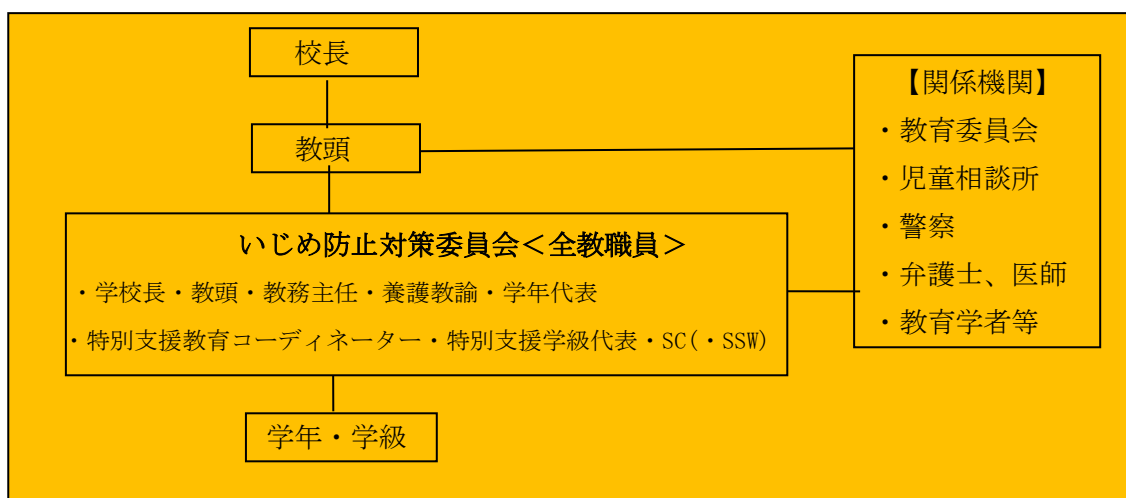 校長
教頭
いじめ防止対策委員会＜全教職員＞
・学校長・教頭・教務主任・養護教諭・学年代表
・特別支援教育コーディネーター・特別支援学級代表・SC(・SSW)
学年・学級
【関係機関】
・教育委員会
・児童相談所
・警察
・弁護士、医師
・教育学者等